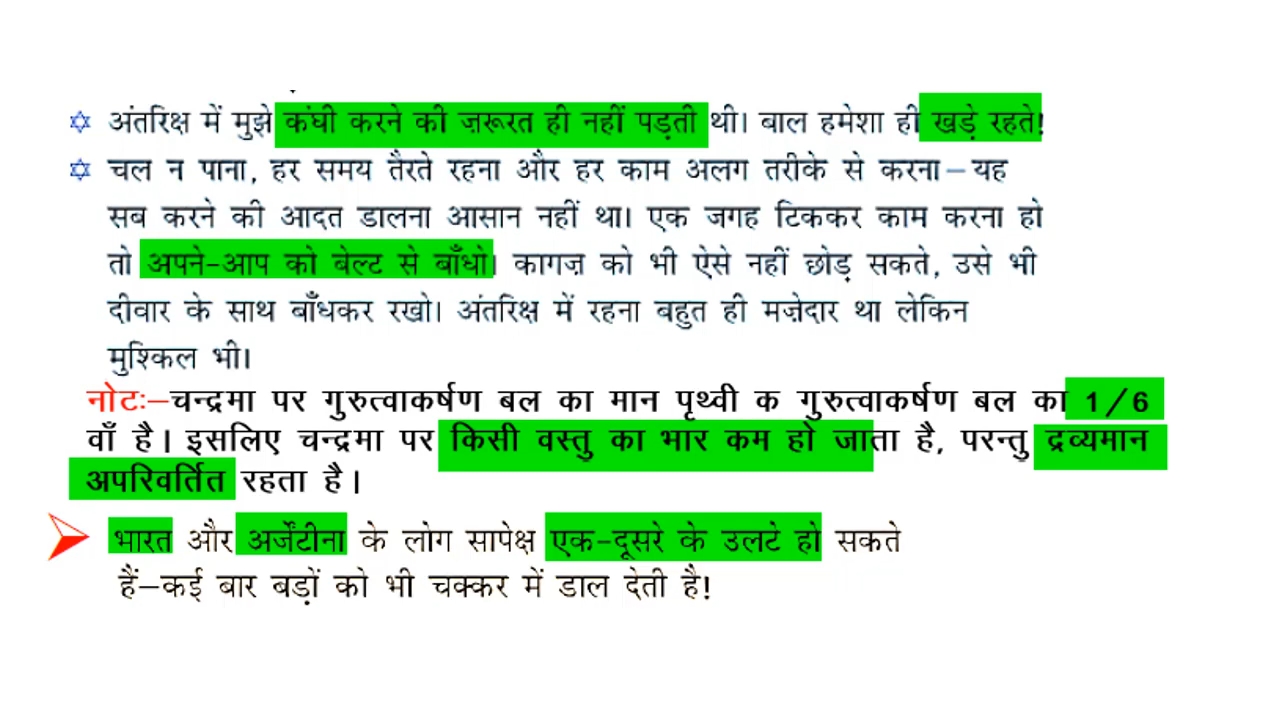 अंतरिक्ष में मुझे कंघी करने की ज़रूरत ही नहीं पड़ती थी। बाल हमेशा ही खड़े रहते!
चल न पाना, हर समय तैरते रहना और हर काम अलग तरीके से करना–यह
सब करने की आदत डालना आसान नहीं था। एक जगह टिककर काम करना हो
तो अपने-आप को बेल्ट से बाँधो। कागज़ को भी ऐसे नहीं छोड़ सकते, उसे भी
दीवार के साथ बाँधकर रखो। अंतरिक्ष में रहना बहुत ही मज़ेदार था लेकिन
मुश्किल भी।
नोटः–चन्द्रमा पर गुरुत्वाकर्षण बल का मान पृथ्वी क गुरुत्वाकर्षण बल का 1/6
वाँ है। इसलिए चन्द्रमा पर किसी वस्तु का भार कम हो जाता है, परन्तु द्रव्यमान
अपरिवर्तित रहता है।
भारत और अर्जेंटीना के लोग सापेक्ष एक-दूसरे के उलटे हो सकते
हैं–कई बार बड़ों को भी चक्कर में डाल देती है!